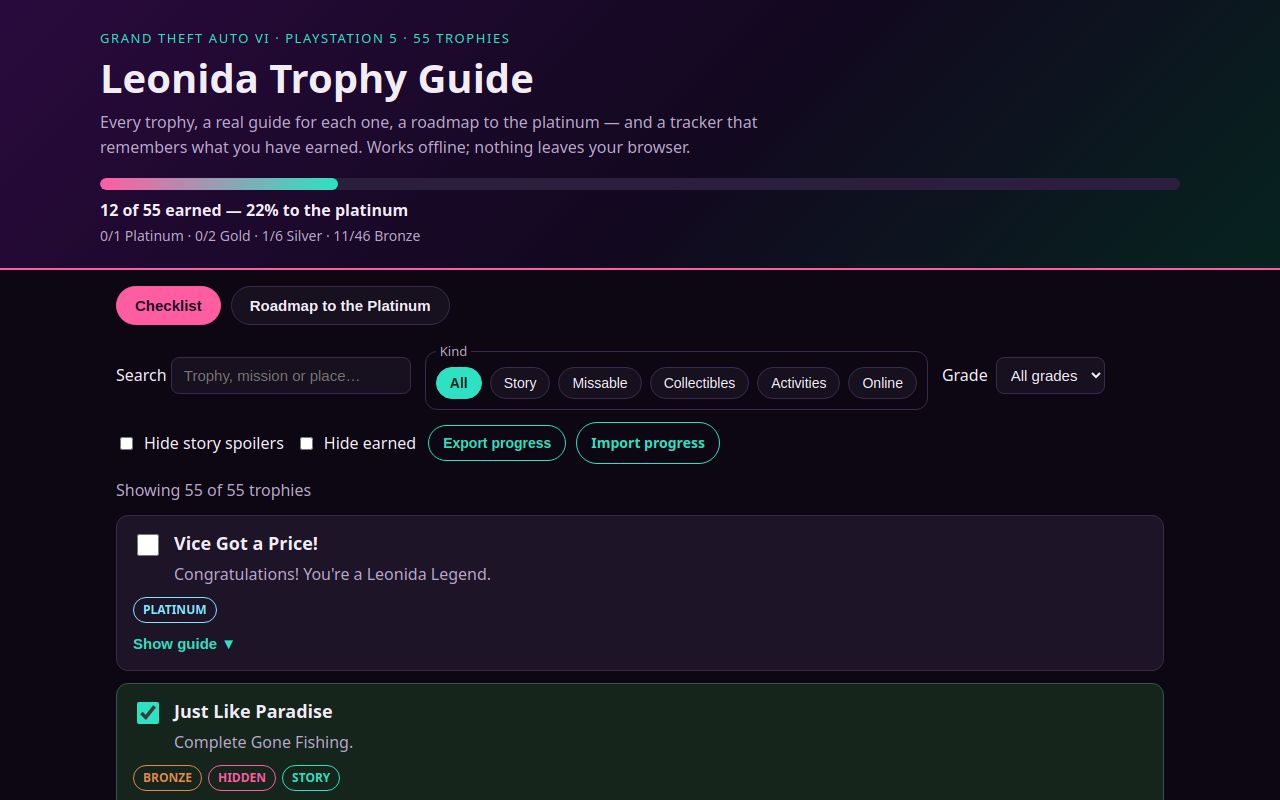 GRAND THEFT AUTO VI · PLAYSTATION 5 · 55 TROPHIES
Leonida Trophy Guide
Every trophy, a real guide for each one, a roadmap to the platinum — and a tracker that
remembers what you have earned. Works offline; nothing leaves your browser.
12 of 55 earned — 22% to the platinum
0/1 Platinum · 0/2 Gold · 1/6 Silver · 11/46 Bronze
Checklist Roadmap to the Platinum
Kind
Search Trophy, mission or place… All Story Missable Collectibles Activities Online Grade All grades
Hide story spoilers Hide earned Export progress Import progress
Showing 55 of 55 trophies
Vice Got a Price!
Congratulations! You're a Leonida Legend.
PLATINUM
Show guide ▼
Just Like Paradise
Complete Gone Fishing.
BRONZE HIDDEN STORY